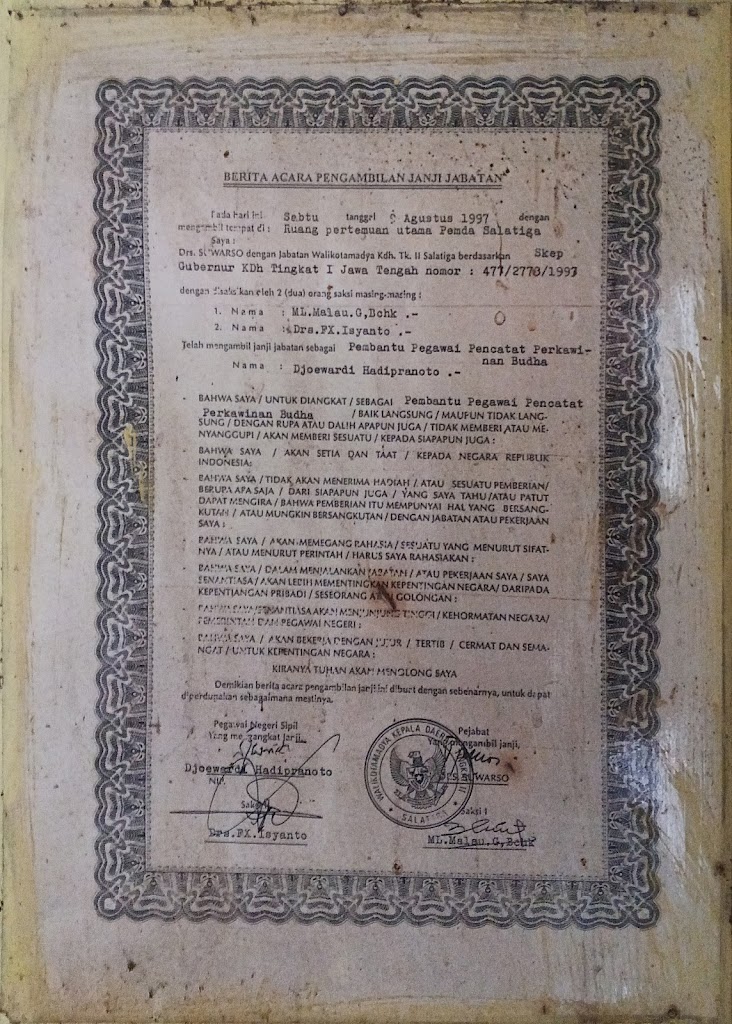 BERITA ACARA PENGAMBILAN JANJI JABATAN
Pada hari ini Sabtu tanggal Agustus 1997 dengan
mengambil tempat di : Ruang pertemuan utama Pemda Salatiga
Saya :
Drs. SUWARSO dengan Jabatan Walikotamadya Kdh. Tk. II Salatiga berdasarkan Skep
Gubernur KDh Tingkat I Jawa Tengah nomor : 477/2778/1997
dengan disaksikan oleh 2 (dua) orang saksi masing-masing :
1. Nama : ML.Malau.G,Bchk .-
2. Nama : Drs.FX.Isyanto .-
Telah mengambil janji jabatan sebagai Pembantu Pegawai Pencatat Perkawi-
nan Budha
Nama : Djoewardi Hadipranoto .-
- BAHWA SAYA / UNTUK DIANGKAT / SEBAGAI Pembantu Pegawai Pencatat
Perkawinan Budha / BAIK LANGSUNG / MAUPUN TIDAK LANG-
SUNG / DENGAN RUPA ATAU DALIH APAPUN JUGA / TIDAK MEMBERI ATAU ME-
NYANGGUPI / AKAN MEMBERI SESUATU / KEPADA SIAPAPUN JUGA ;
- BAHWA SAYA / AKAN SETIA DAN TAAT / KEPADA NEGARA REPUBLIK
INDONESIA;
- BAHWA SAYA / TIDAK AKAN MENERIMA HADIAH / ATAU SESUATU PEMBERIAN/
BERUPA APA SAJA / DARI SIAPAPUN JUGA / YANG SAYA TAHU / ATAU PATUT
DAPAT MENGIRA / BAHWA PEMBERIAN ITU MEMPUNYAI HAL YANG BERSANG-
KUTAN / ATAU MUNGKIN BERSANGKUTAN / DENGAN JABATAN ATAU PEKERJAAN
SAYA ;
- BAHWA SAYA / AKAN MEMEGANG RAHASIA / SESUATU YANG MENURUT SIFAT-
NYA / ATAU MENURUT PERINTAH / HARUS SAYA RAHASIAKAN ;
- BAHWA SAYA / DALAM MENJALANKAN JABATAN / ATAU PEKERJAAN SAYA / SAYA
SENANTIASA / AKAN LEBIH MEMENTINGKAN KEPENTINGAN NEGARA / DARIPADA
KEPENTIANGAN PRIBADI / SESEORANG ATAU GOLONGAN ;
- BAHWA SAYA/SENANTIASA AKAN MENJUNJUNG TINGGI / KEHORMATAN NEGARA/
PEMERINTAH DAN PEGAWAI NEGERI ;
- BAHWA SAYA / AKAN BEKERJA DENGAN JUJUR / TERTIB / CERMAT DAN SEMA-
NGAT / UNTUK KEPENTINGAN NEGARA ;
KIRANYA TUHAN AKAM MENOLONG SAYA
Demikian berita acara pengambilan janji ini dibuat dengan sebenarnya, untuk dapat
diperdupakan sebagaimana mestinya.
Pegawai Negeri Sipil
Yang mengangkat Janji,
Djoewardi Hadipranoto
NIP
Saksi
Drs.FX.Isyanto
Pejabat
Yang mengambil janji,
DRS. SUWARSO
Saksi I
ML.Malau.G,Bchk
WALIKOTAMADYA KEPALA DAERAH TINGKAT II
SALATIGA